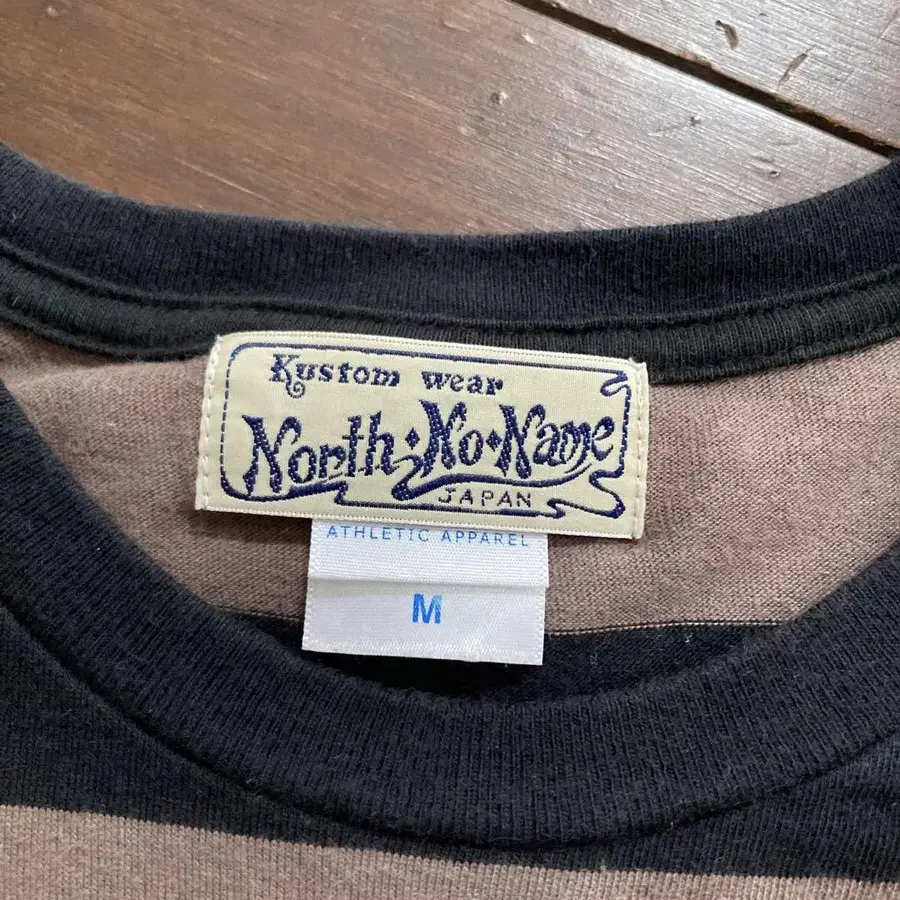 Kustom wear
North·No·Name
JAPAN
ATHLETIC APPAREL
M